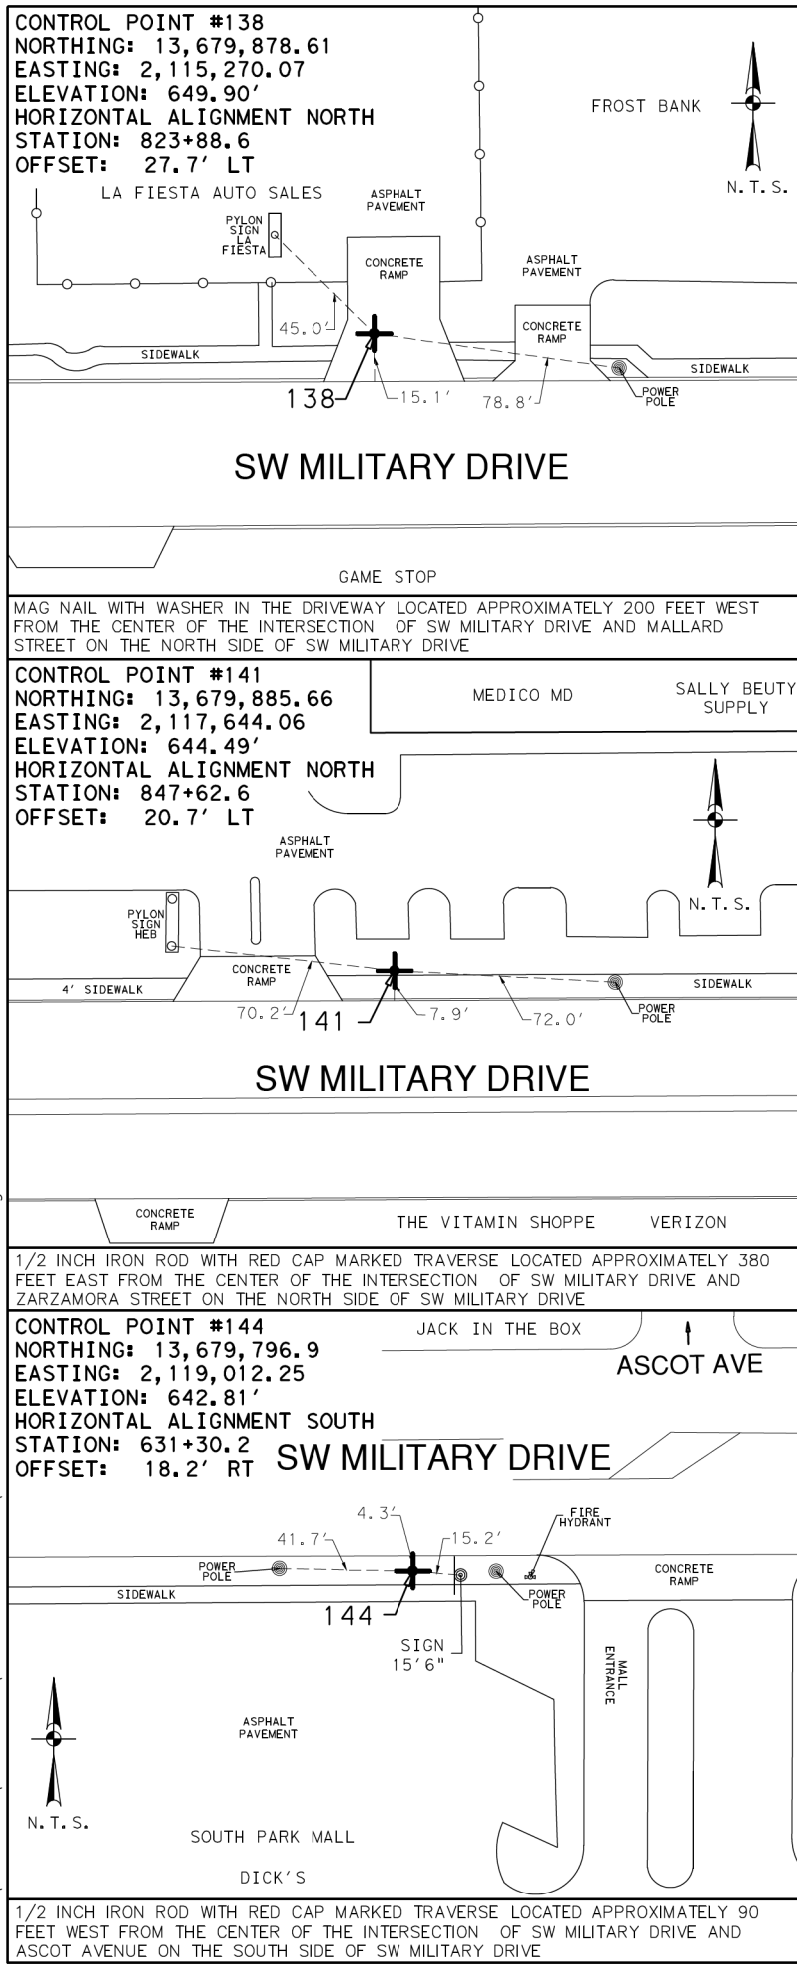 CONTROL POINT #138
NORTHING: 13,679,878.61
EASTING: 2,115,270.07
ELEVATION: 649.90'
HORIZONTAL ALIGNMENT NORTH
STATION: 823+88.6
OFFSET: 27.7' LT
FROST BANK
N.T.S.
LA FIESTA AUTO SALES
ASPHALT
PAVEMENT
PYLON
SIGN
LA
FIESTA
CONCRETE
RAMP
ASPHALT
PAVEMENT
45.0'
CONCRETE
RAMP
SIDEWALK
SIDEWALK
138
15.1'
78.8'
POWER
POLE
SW MILITARY DRIVE
GAME STOP
MAG NAIL WITH WASHER IN THE DRIVEWAY LOCATED APPROXIMATELY 200 FEET WEST
FROM THE CENTER OF THE INTERSECTION OF SW MILITARY DRIVE AND MALLARD
STREET ON THE NORTH SIDE OF SW MILITARY DRIVE
CONTROL POINT #141
NORTHING: 13,679,885.66
EASTING: 2,117,644.06
ELEVATION: 644.49'
HORIZONTAL ALIGNMENT NORTH
STATION: 847+62.6
OFFSET: 20.7' LT
MEDICO MD
SALLY BEUTY
SUPPLY
ASPHALT
PAVEMENT
N.T.S.
PYLON
SIGN
HEB
CONCRETE
RAMP
4' SIDEWALK
SIDEWALK
70.2'
141
7.9'
72.0'
POWER
POLE
SW MILITARY DRIVE
CONCRETE
RAMP
THE VITAMIN SHOPPE
VERIZON
1/2 INCH IRON ROD WITH RED CAP MARKED TRAVERSE LOCATED APPROXIMATELY 380
FEET EAST FROM THE CENTER OF THE INTERSECTION OF SW MILITARY DRIVE AND
ZARZAMORA STREET ON THE NORTH SIDE OF SW MILITARY DRIVE
CONTROL POINT #144
NORTHING: 13,679,796.9
EASTING: 2,119,012.25
ELEVATION: 642.81'
HORIZONTAL ALIGNMENT SOUTH
STATION: 631+30.2
OFFSET: 18.2' RT
JACK IN THE BOX
ASCOT AVE
SW MILITARY DRIVE
4.3'
41.7'
15.2'
FIRE
HYDRANT
POWER
POLE
CONCRETE
RAMP
SIDEWALK
POWER
POLE
144
SIGN
15'6"
MALL
ENTRANCE
ASPHALT
PAVEMENT
N.T.S.
SOUTH PARK MALL
DICK'S
1/2 INCH IRON ROD WITH RED CAP MARKED TRAVERSE LOCATED APPROXIMATELY 90
FEET WEST FROM THE CENTER OF THE INTERSECTION OF SW MILITARY DRIVE AND
ASCOT AVENUE ON THE SOUTH SIDE OF SW MILITARY DRIVE